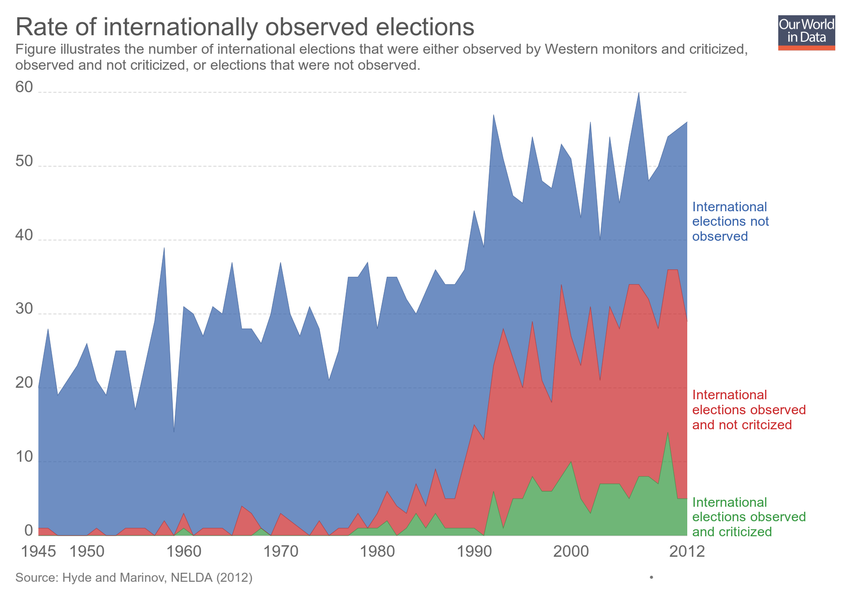 Rate of internationally observed elections
Our World
in Data
Figure illustrates the number of international elections that were either observed by Western monitors and criticized,
observed and not criticized, or elections that were not observed.
60
50
40
30
20
10
0
International
elections not
observed
International
elections observed
and not critcized
International
elections observed
and criticized
1945 1950 1960 1970 1980 1990 2000 2012
Source: Hyde and Marinov, NELDA (2012)